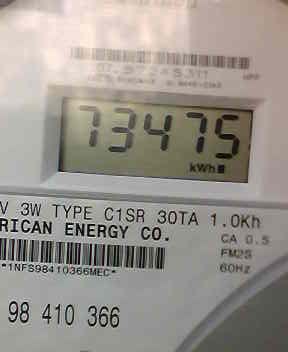 73475
kWh
V 3W TYPE C1SR 30TA 1.0Kh
RICAN ENERGY CO.
CA 0.5
FM2S
60Hz
*1NFS98410366MEC*
98 410 366